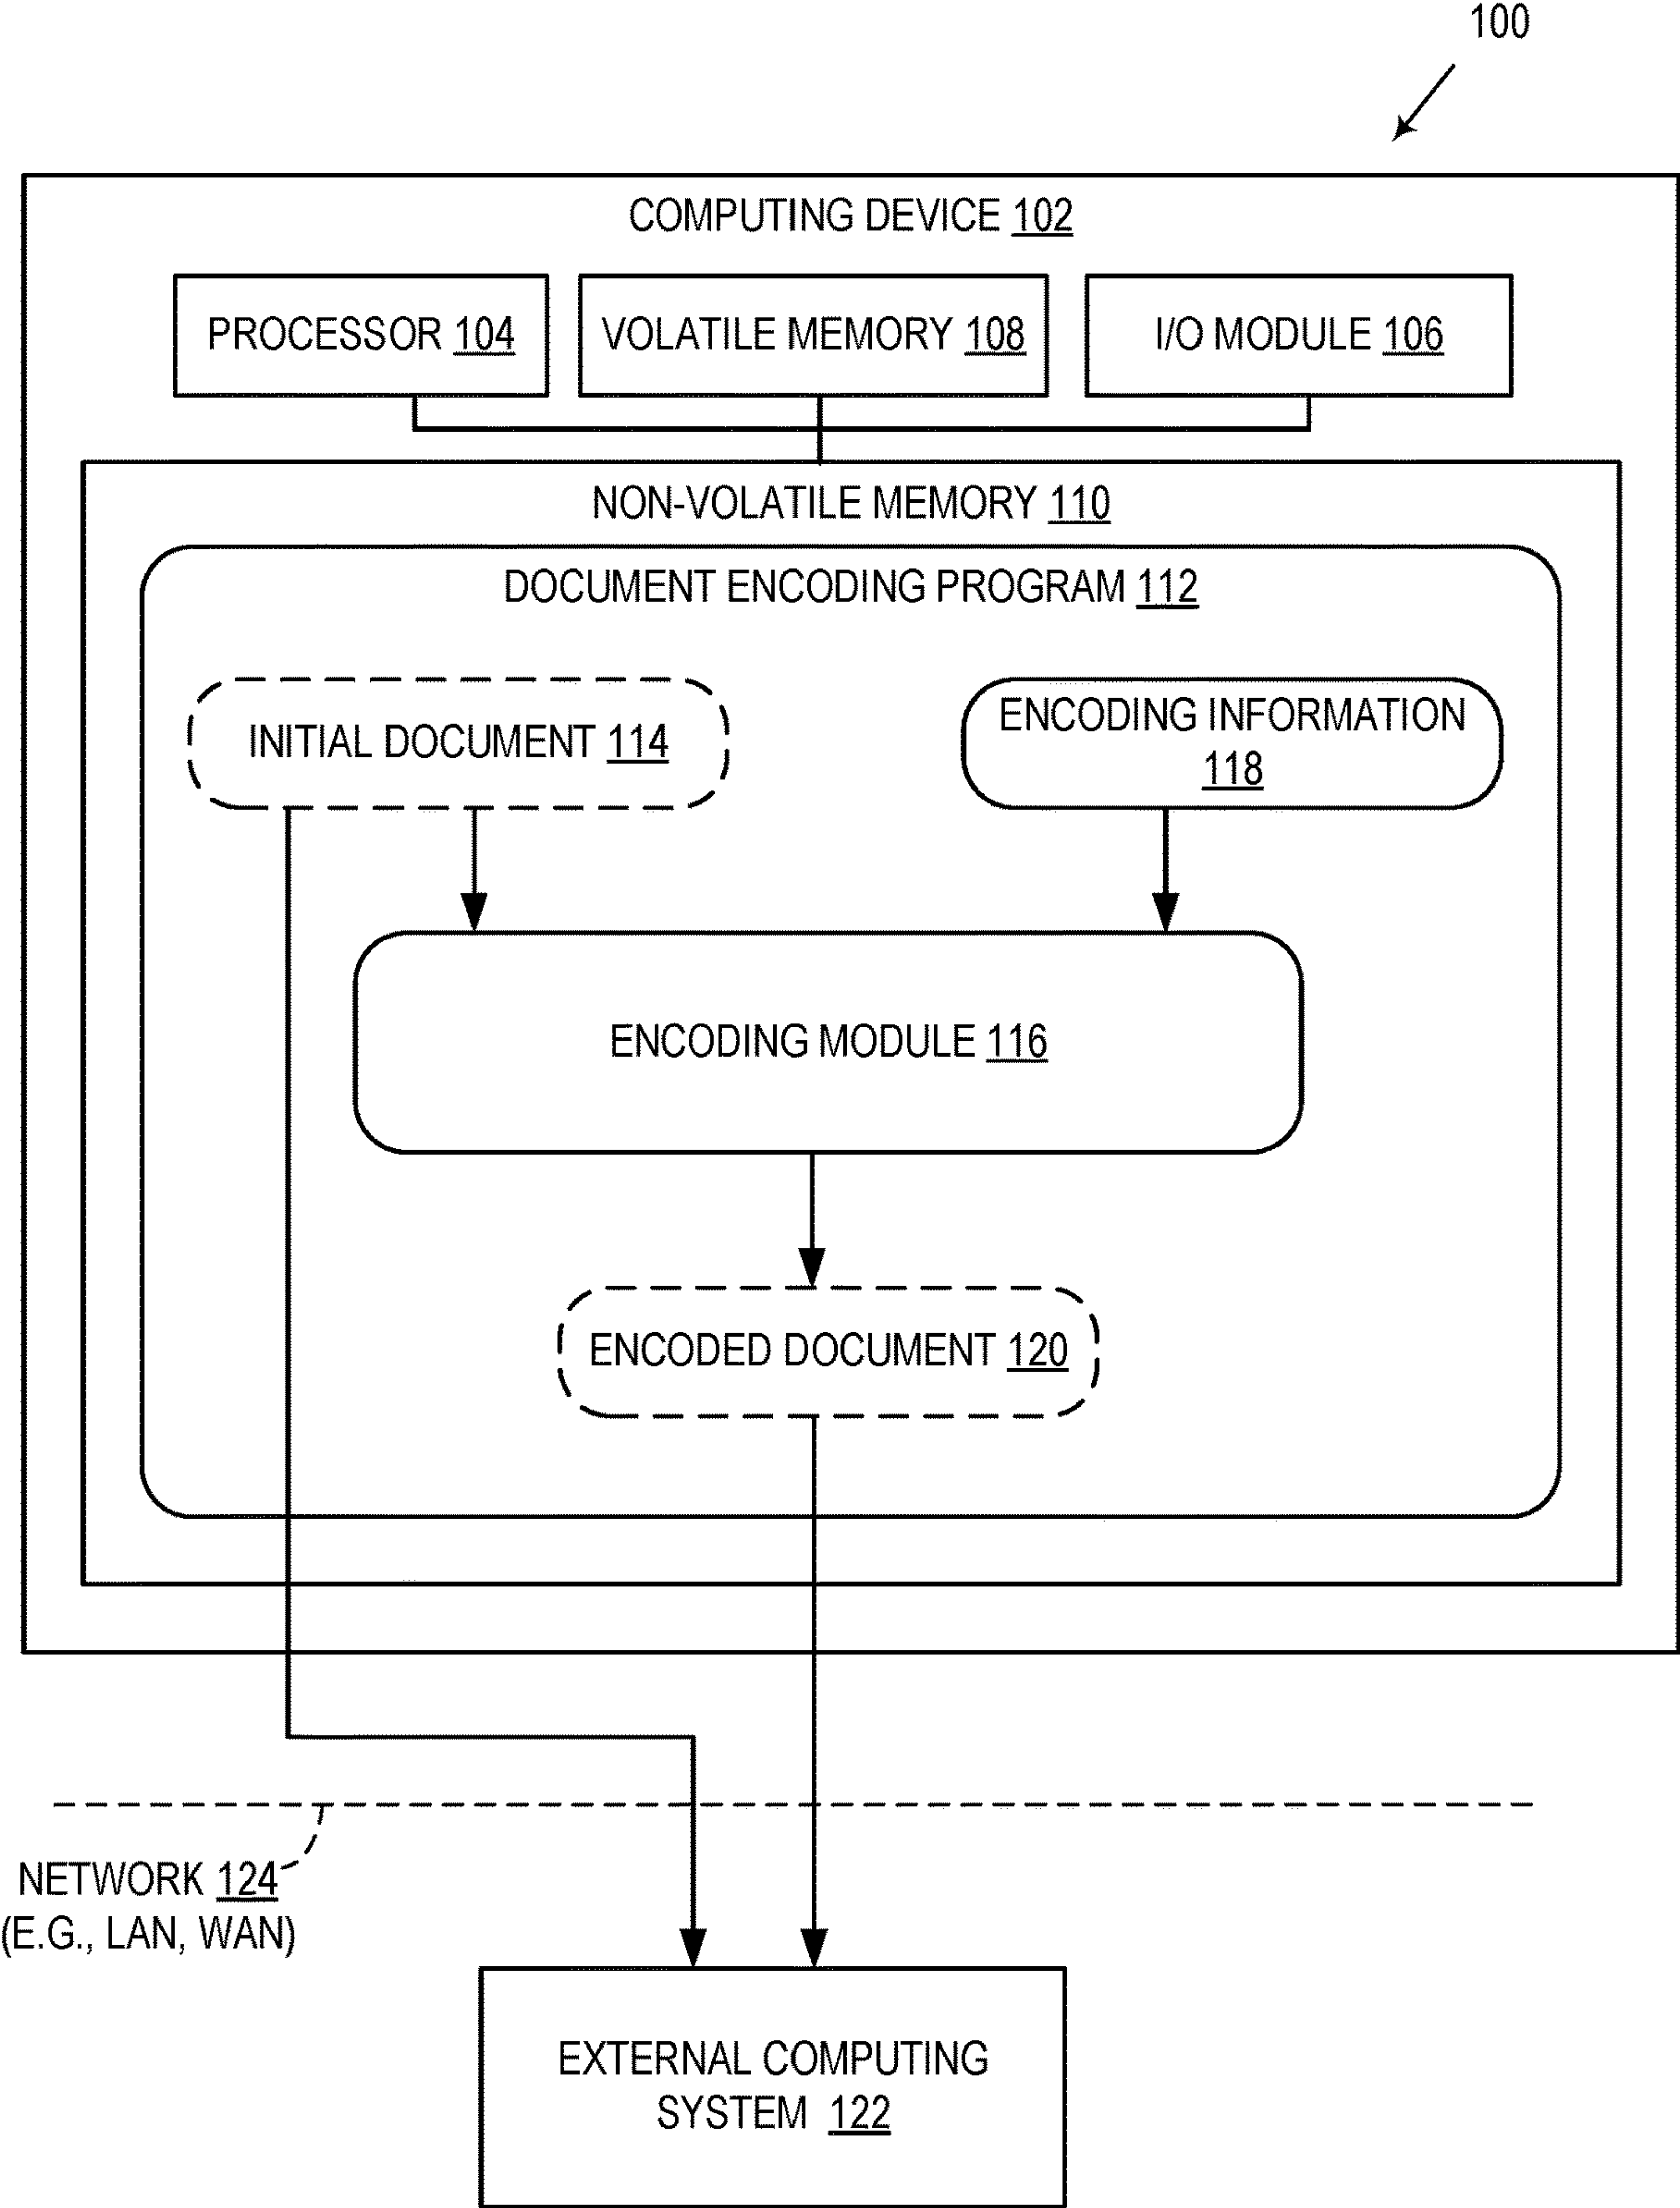 100
COMPUTING DEVICE 102
PROCESSOR 104
VOLATILE MEMORY 108
I/O MODULE 106
NON-VOLATILE MEMORY 110
DOCUMENT ENCODING PROGRAM 112
INITIAL DOCUMENT 114
ENCODING INFORMATION
118
ENCODING MODULE 116
ENCODED DOCUMENT 120
NETWORK 124
(E.G., LAN, WAN)
EXTERNAL COMPUTING
SYSTEM 122